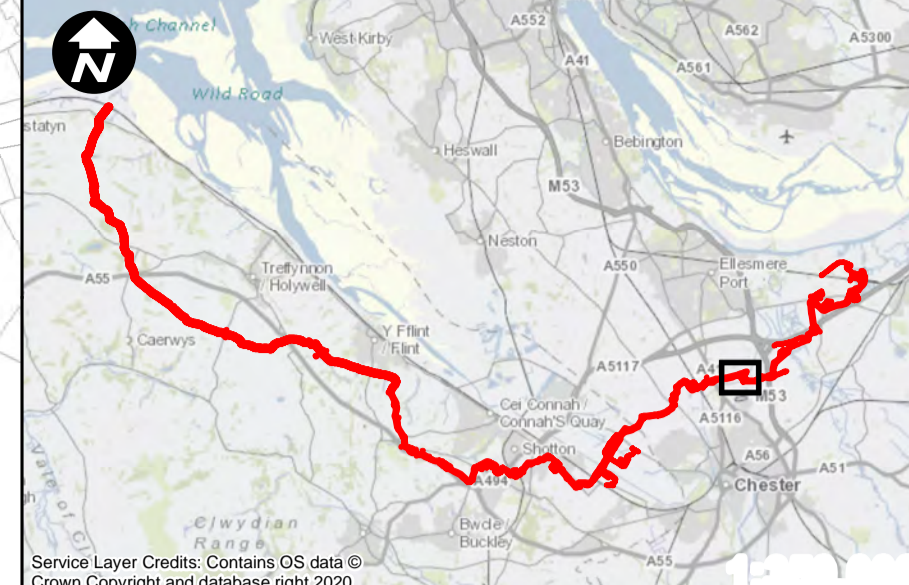 h Channel
A552
A562
A5300
West Kirby
A41
A561
N
Wild Road
statyn
Bebington
Heswall
M53
Neston
A550
Ellesmere
Port
A55
Treffynnon
/ Holywell
Caerwys
Y Fflint
/ Flint
A5117
M53
Cei Connah /
Connah'S Quay
A5116
Shotton
A56
A51
A494
Chester
Clwydian
Range
Bwcle /
Buckley
A55
Service Layer Credits: Contains OS data ©
Crown Copyright and database right 2020